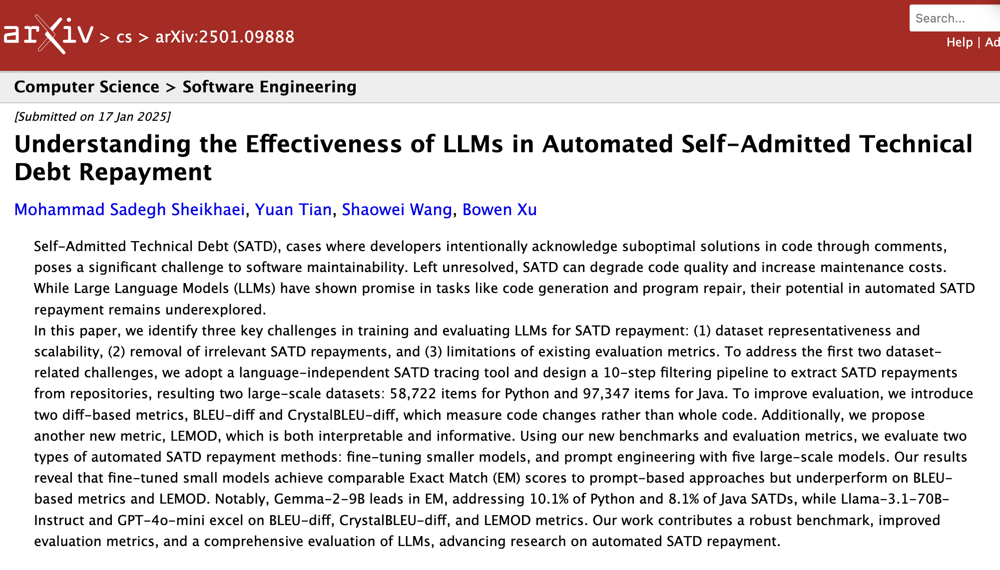 arXiv > cs > arXiv:2501.09888
Search...
Help | Ad
Computer Science > Software Engineering
[Submitted on 17 Jan 2025]
Understanding the Effectiveness of LLMs in Automated Self-Admitted Technical
Debt Repayment
Mohammad Sadegh Sheikhaei, Yuan Tian, Shaowei Wang, Bowen Xu
Self-Admitted Technical Debt (SATD), cases where developers intentionally acknowledge suboptimal solutions in code through comments,
poses a significant challenge to software maintainability. Left unresolved, SATD can degrade code quality and increase maintenance costs.
While Large Language Models (LLMs) have shown promise in tasks like code generation and program repair, their potential in automated SATD
repayment remains underexplored.
In this paper, we identify three key challenges in training and evaluating LLMs for SATD repayment: (1) dataset representativeness and
scalability, (2) removal of irrelevant SATD repayments, and (3) limitations of existing evaluation metrics. To address the first two dataset-
related challenges, we adopt a language-independent SATD tracing tool and design a 10-step filtering pipeline to extract SATD repayments
from repositories, resulting two large-scale datasets: 58,722 items for Python and 97,347 items for Java. To improve evaluation, we introduce
two diff-based metrics, BLEU-diff and CrystalBLEU-diff, which measure code changes rather than whole code. Additionally, we propose
another new metric, LEMOD, which is both interpretable and informative. Using our new benchmarks and evaluation metrics, we evaluate two
types of automated SATD repayment methods: fine-tuning smaller models, and prompt engineering with five large-scale models. Our results
reveal that fine-tuned small models achieve comparable Exact Match (EM) scores to prompt-based approaches but underperform on BLEU-
based metrics and LEMOD. Notably, Gemma-2-9B leads in EM, addressing 10.1% of Python and 8.1% of Java SATDs, while Llama-3.1-70B-
Instruct and GPT-4o-mini excel on BLEU-diff, CrystalBLEU-diff, and LEMOD metrics. Our work contributes a robust benchmark, improved
evaluation metrics, and a comprehensive evaluation of LLMs, advancing research on automated SATD repayment.